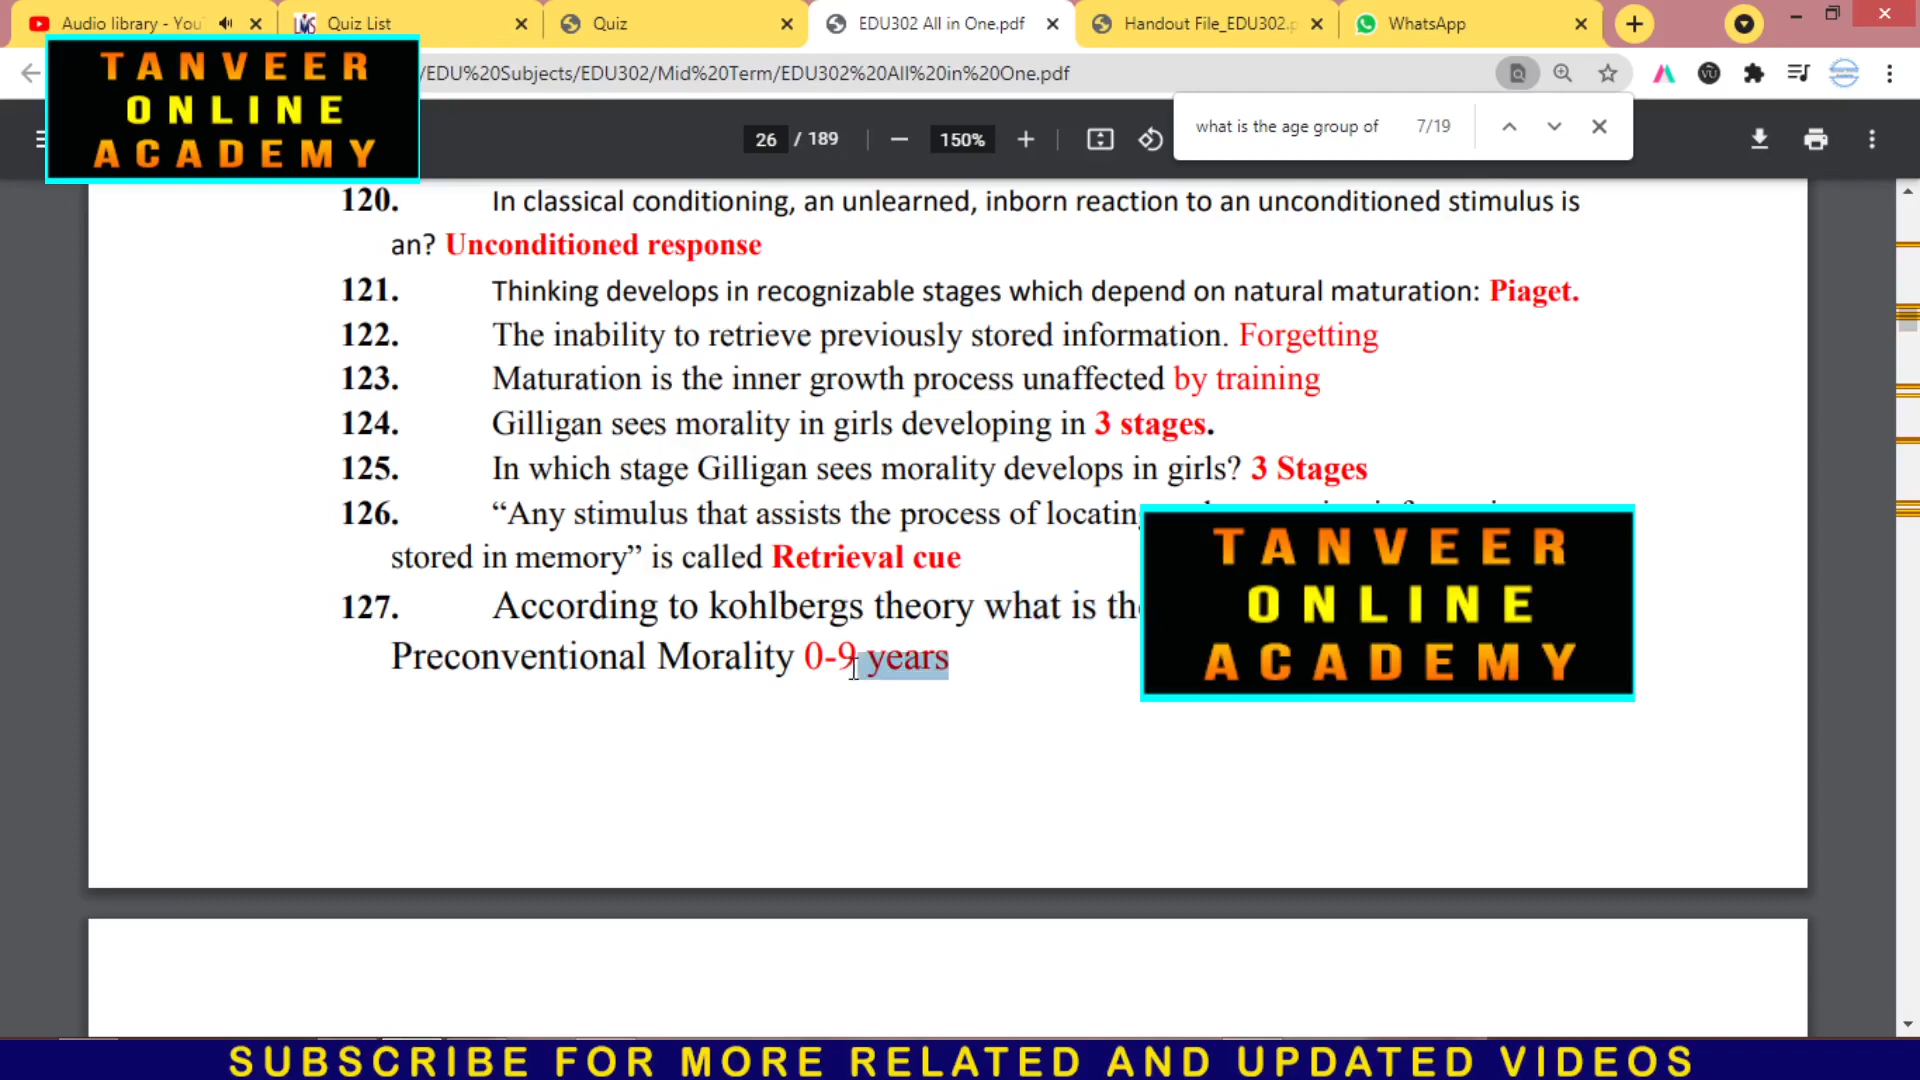 Audio library - You
Quiz List
Quiz
EDU302 All in One.pdf
Handout File_EDU302.p
WhatsApp
/EDU%20Subjects/EDU302/Mid%20Term/EDU302%20All%20in%20One.pdf
TANVEER
ONLINE
ACADEMY
26 / 189
150%
what is the age group of 7/19
120. In classical conditioning, an unlearned, inborn reaction to an unconditioned stimulus is
an? Unconditioned response
121. Thinking develops in recognizable stages which depend on natural maturation: Piaget.
122. The inability to retrieve previously stored information. Forgetting
123. Maturation is the inner growth process unaffected by training
124. Gilligan sees morality in girls developing in 3 stages.
125. In which stage Gilligan sees morality develops in girls? 3 Stages
126. “Any stimulus that assists the process of locating
stored in memory” is called Retrieval cue
127. According to kohlbergs theory what is the
Preconventional Morality 0-9 years
TANVEER
ONLINE
ACADEMY
SUBSCRIBE FOR MORE RELATED AND UPDATED VIDEOS